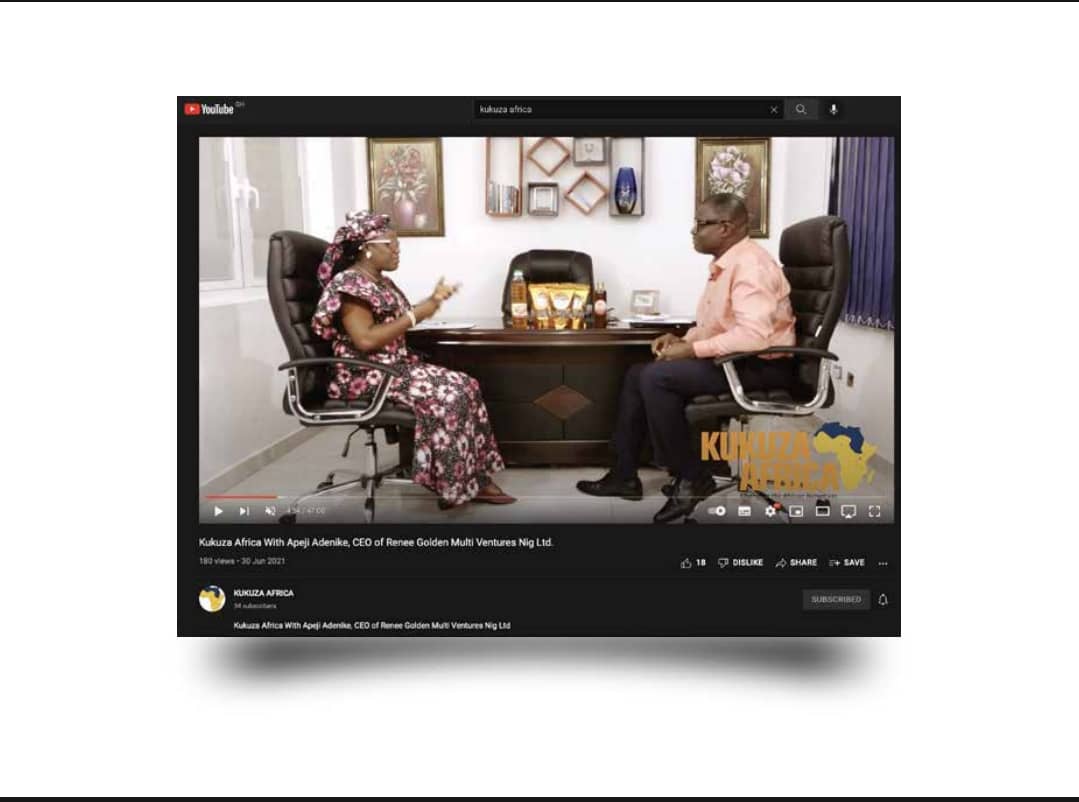 YouTube GH
kukuza africa
KUKUZA
AFRICA
4:54 / 47:00
Kukuza Africa With Apeji Adenike, CEO of Renee Golden Multi Ventures Nig Ltd.
180 views • 30 Jun 2021
18 DISLIKE SHARE SAVE
KUKUZA AFRICA
94 subscribers
SUBSCRIBED
Kukuza Africa With Apeji Adenike, CEO of Renee Golden Multi Ventures Nig Ltd